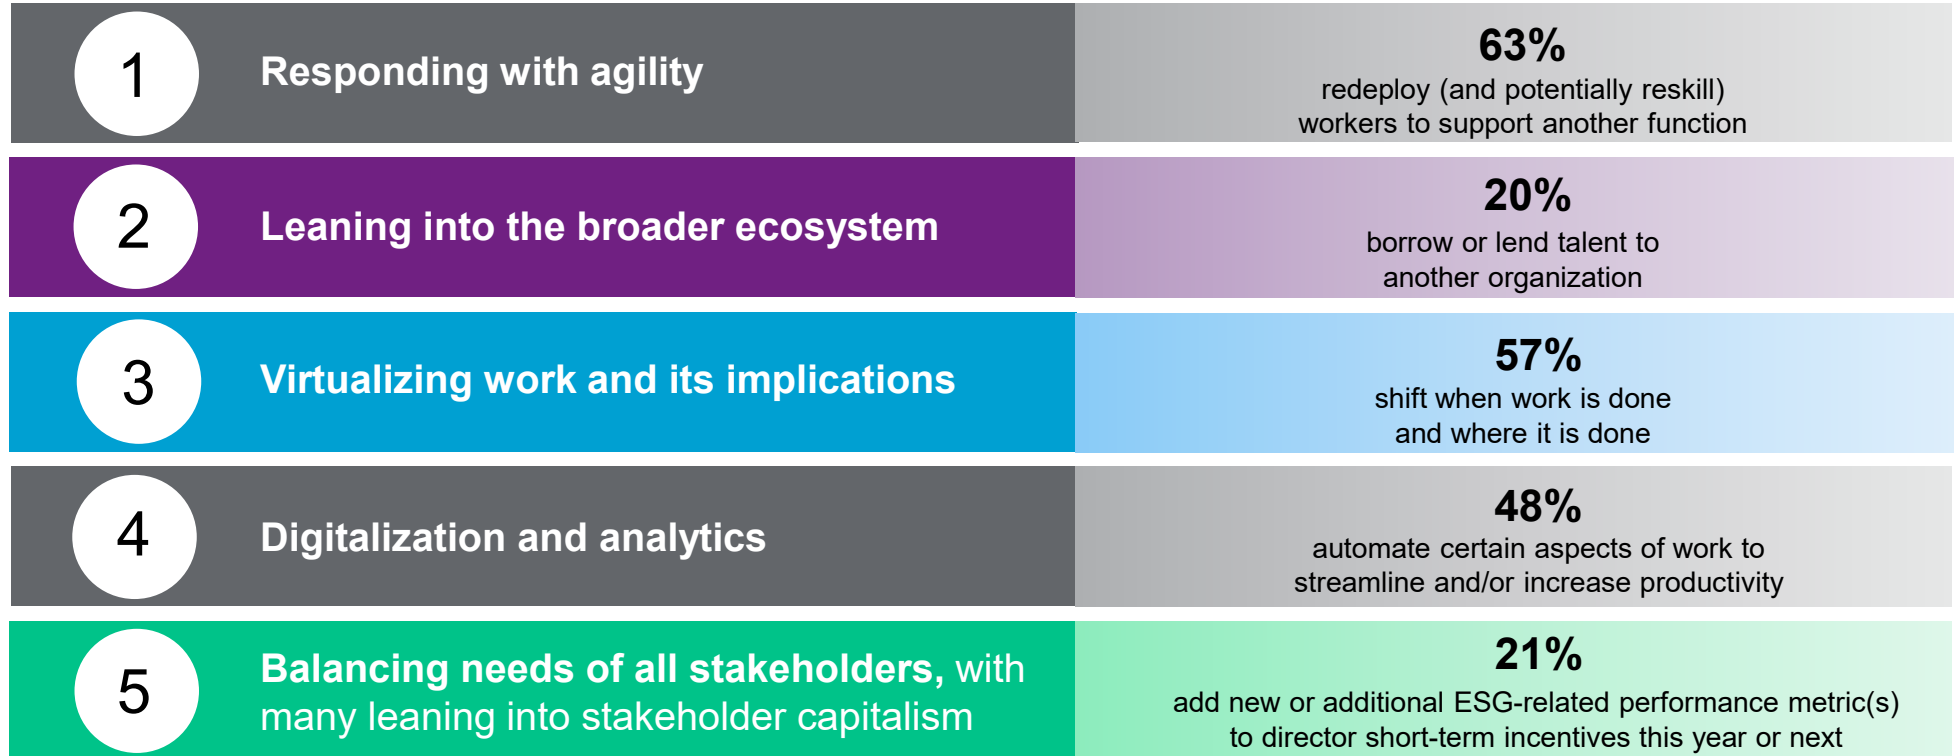 1
Responding with agility
63%
redeploy (and potentially reskill)
workers to support another function
2
Leaning into the broader ecosystem
20%
borrow or lend talent to
another organization
3
Virtualizing work and its implications
57%
shift when work is done
and where it is done
4
Digitalization and analytics
48%
automate certain aspects of work to
streamline and/or increase productivity
5
Balancing needs of all stakeholders, with
many leaning into stakeholder capitalism
21%
add new or additional ESG-related performance metric(s)
to director short-term incentives this year or next